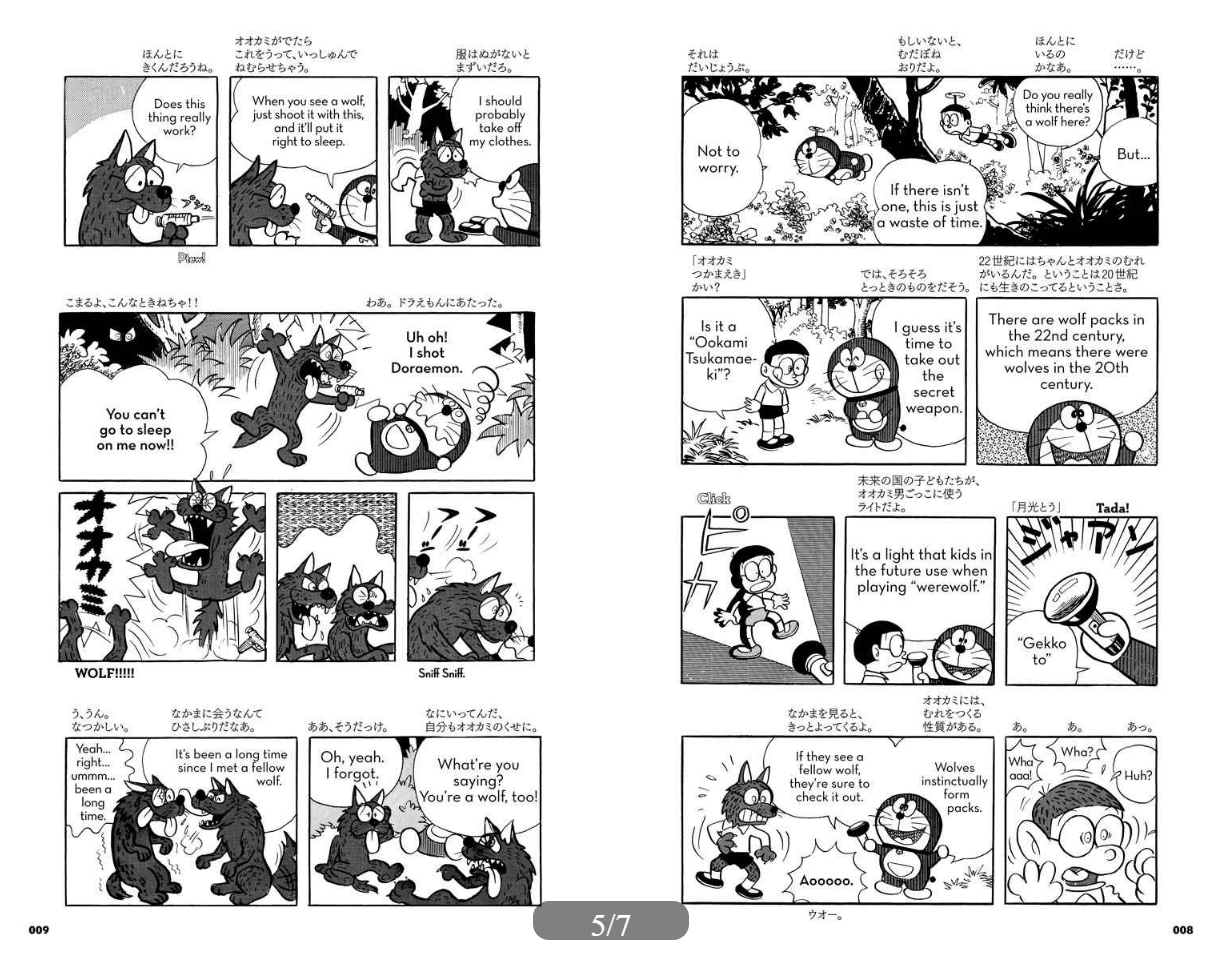 だけど
……。
ほんとに
いるの
かなあ。
もしいないと、
むだぼね
おりだよ。
それは
だいじょうぶ。
But...
Do you really
think there's
a wolf here?
If there isn't
one, this is just
a waste of time.
Not to
worry.
22世紀にはちゃんとオオカミのむれ
がいるんだ。ということは20世紀
にも生きのこってるということさ。
There are wolf packs in
the 22nd century,
which means there were
wolves in the 20th
century.
では、そろそろ
とっときのものをだそう。
I guess it's
time to
take out
the
secret
weapon.
「オオカミ
つかまえき」
かい？
Is it a
“Ookami
Tsukamae-
ki”?
「月光とう」
Tada!
ジャアン
“Gekko
to”
未来の国の子どもたちが、
オオカミ男ごっこに使う
ライトだよ。
It's a light that kids in
the future use when
playing “werewolf.”
Click
ピカ
あっ。
あ。
あ。
Huh?
Wha?
Wha
aaa!
オオカミには、
むれをつくる
性質がある。
Wolves
instinctually
form
packs.
なかまを見ると、
きっとよってくるよ。
If they see a
fellow wolf,
they're sure to
check it out.
Aooooo.
ウオー。
008
服はぬがないと
まずいだろ。
I should
probably
take off
my clothes.
オオカミがでたら
これをうって、いっしゅんで
ねむらせちゃう。
When you see a wolf,
just shoot it with this,
and it'll put it
right to sleep.
ほんとに
きくんだろうね。
Does this
thing really
work?
Piew!
わあ。ドラえもんにあたった。
Uh oh!
I shot
Doraemon.
こまるよ、こんなときねちゃ！！
You can't
go to sleep
on me now!!
Sniff Sniff.
オオカミ
WOLF!!!!!
なにいってんだ、
自分もオオカミのくせに。
What're you
saying?
You're a wolf, too!
ああ、そうだっけ。
Oh, yeah.
I forgot.
なかまに会うなんて
ひさしぶりだなあ。
It's been a long time
since I met a fellow
wolf.
う、うん。
なつかしい。
Yeah...
right...
ummm...
been a
long
time.
009
5/7